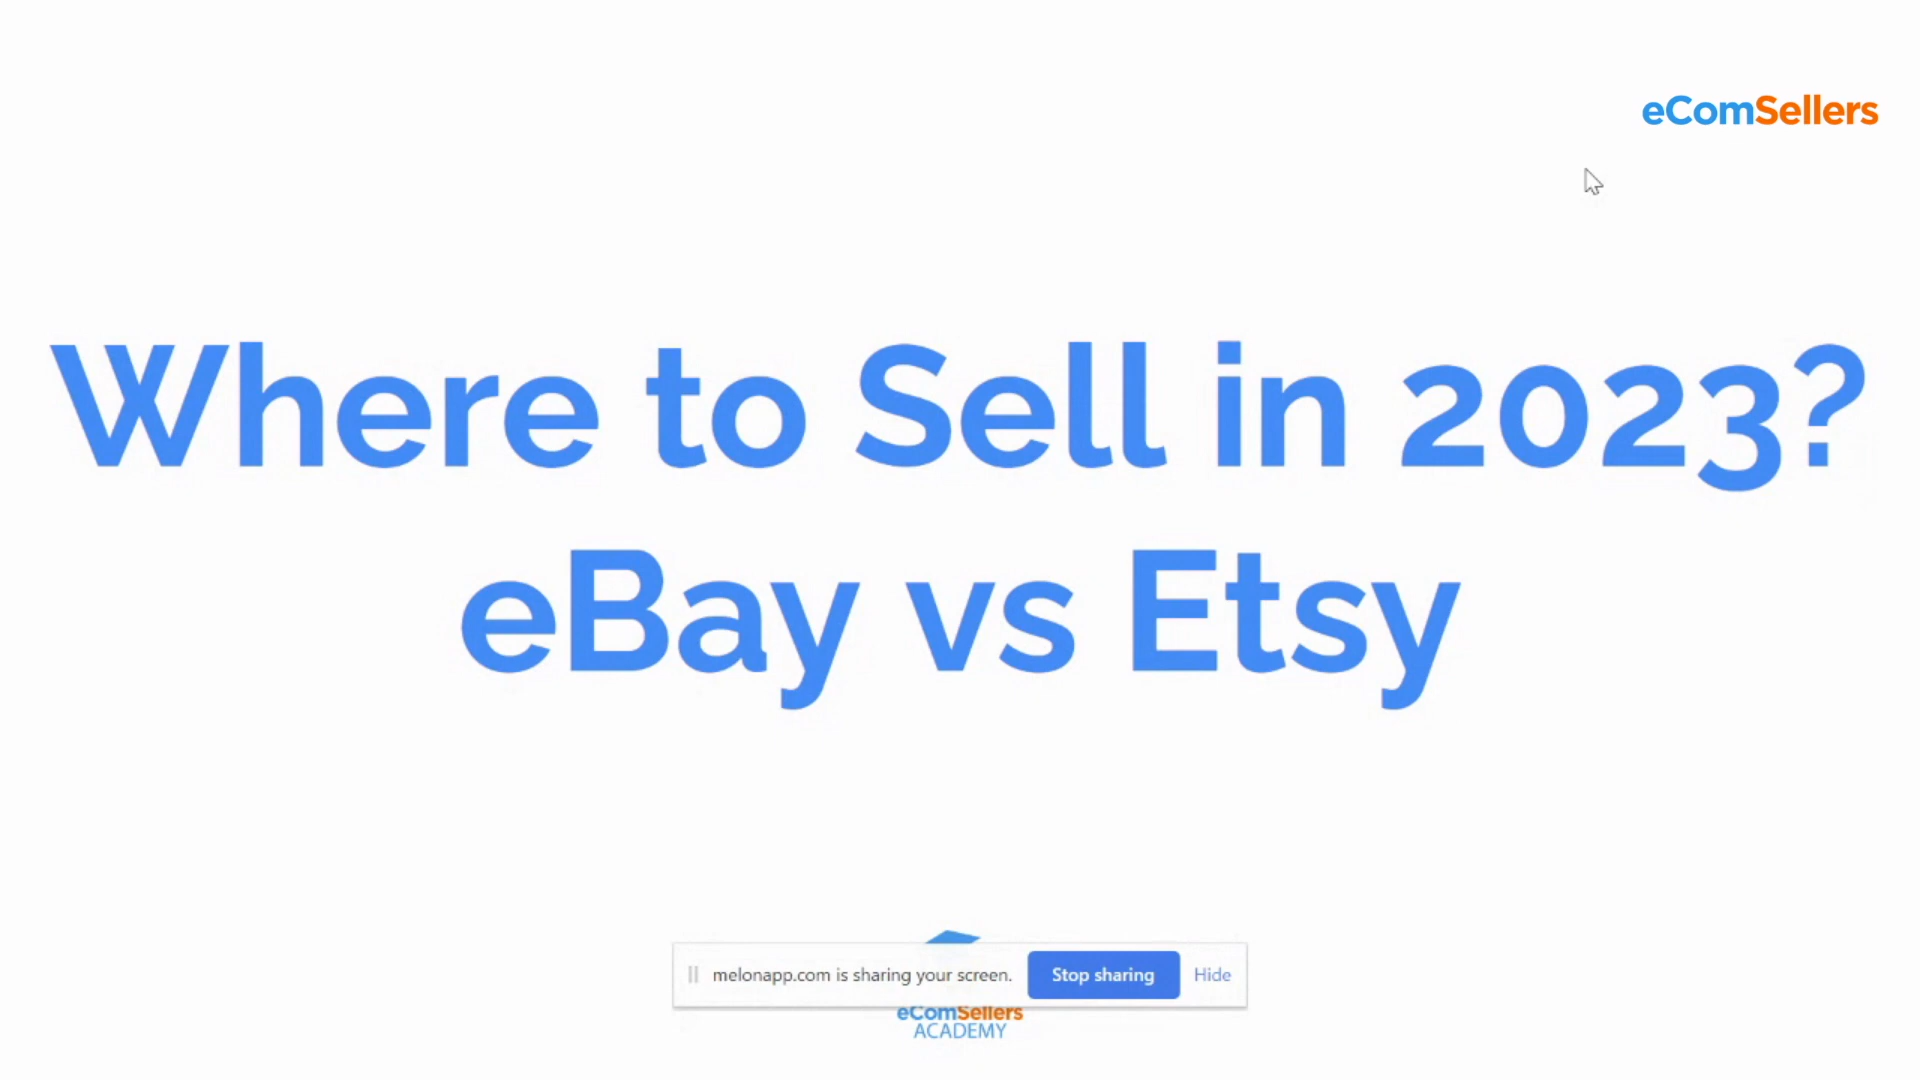 eComSellers
Where to Sell in 2023?
eBay vs Etsy
melonapp.com is sharing your screen. Stop sharing Hide
eComSellers
ACADEMY